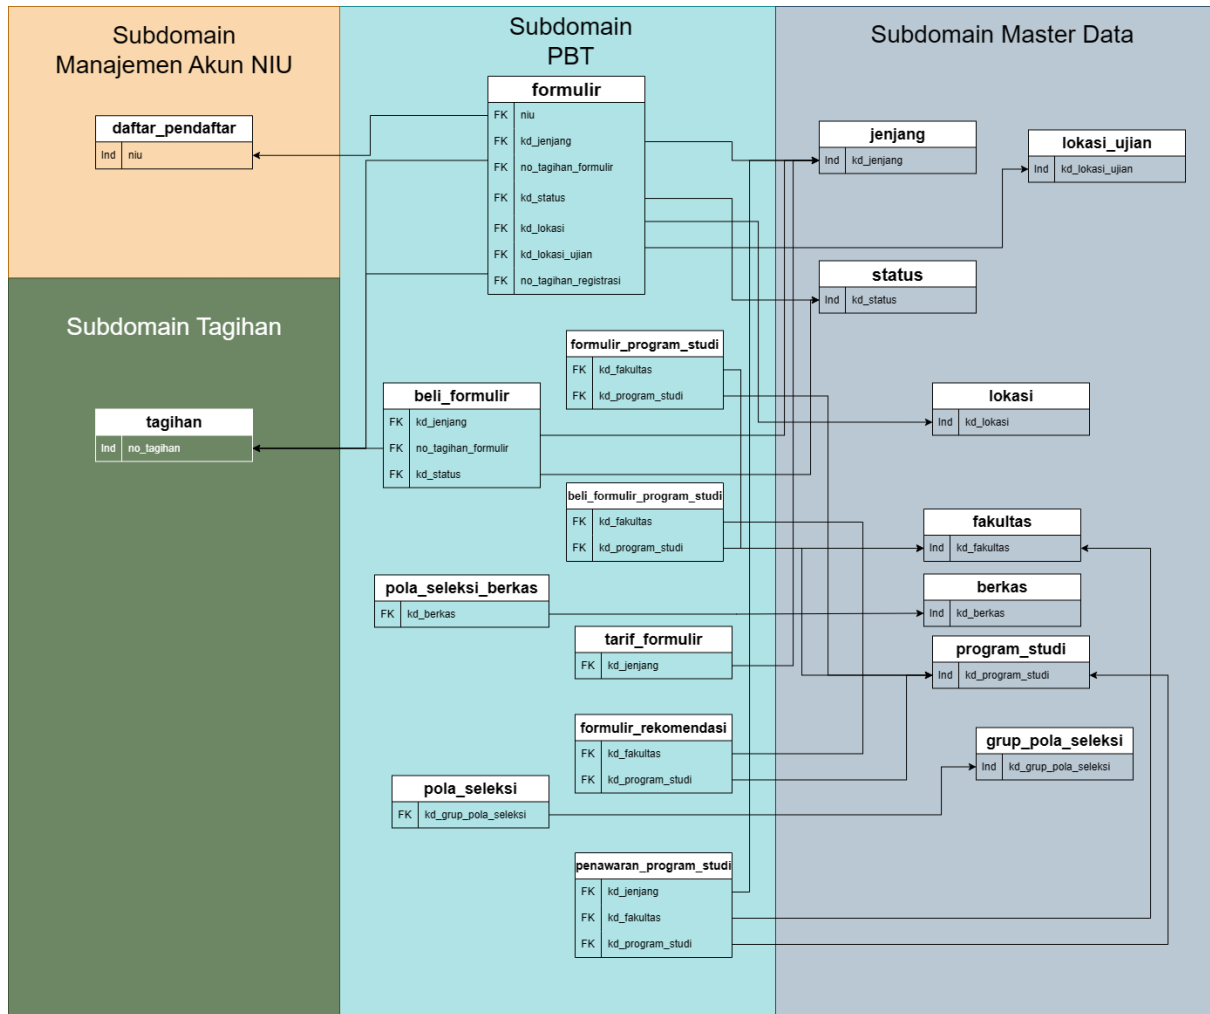 Subdomain
Manajemen Akun NIU
daftar_pendaftar
Ind niu
Subdomain Tagihan
tagihan
Ind no_tagihan
Subdomain
PBT
formulir
FK niu
FK kd_jenjang
FK no_tagihan_formulir
FK kd_status
FK kd_lokasi
FK kd_lokasi_ujian
FK no_tagihan_registrasi
formulir_program_studi
FK kd_fakultas
FK kd_program_studi
beli_formulir
FK kd_jenjang
FK no_tagihan_formulir
FK kd_status
beli_formulir_program_studi
FK kd_fakultas
FK kd_program_studi
pola_seleksi_berkas
FK kd_berkas
tarif_formulir
FK kd_jenjang
formulir_rekomendasi
FK kd_fakultas
FK kd_program_studi
pola_seleksi
FK kd_grup_pola_seleksi
penawaran_program_studi
FK kd_jenjang
FK kd_fakultas
FK kd_program_studi
Subdomain Master Data
jenjang
Ind kd_jenjang
lokasi_ujian
Ind kd_lokasi_ujian
status
Ind kd_status
lokasi
Ind kd_lokasi
fakultas
Ind kd_fakultas
berkas
Ind kd_berkas
program_studi
Ind kd_program_studi
grup_pola_seleksi
Ind kd_grup_pola_seleksi